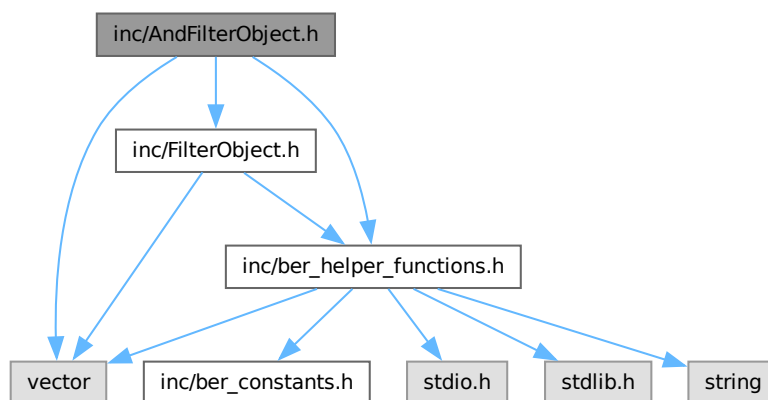 inc/AndFilterObject.h
inc/FilterObject.h
inc/ber_helper_functions.h
vector
inc/ber_constants.h
stdio.h
stdlib.h
string